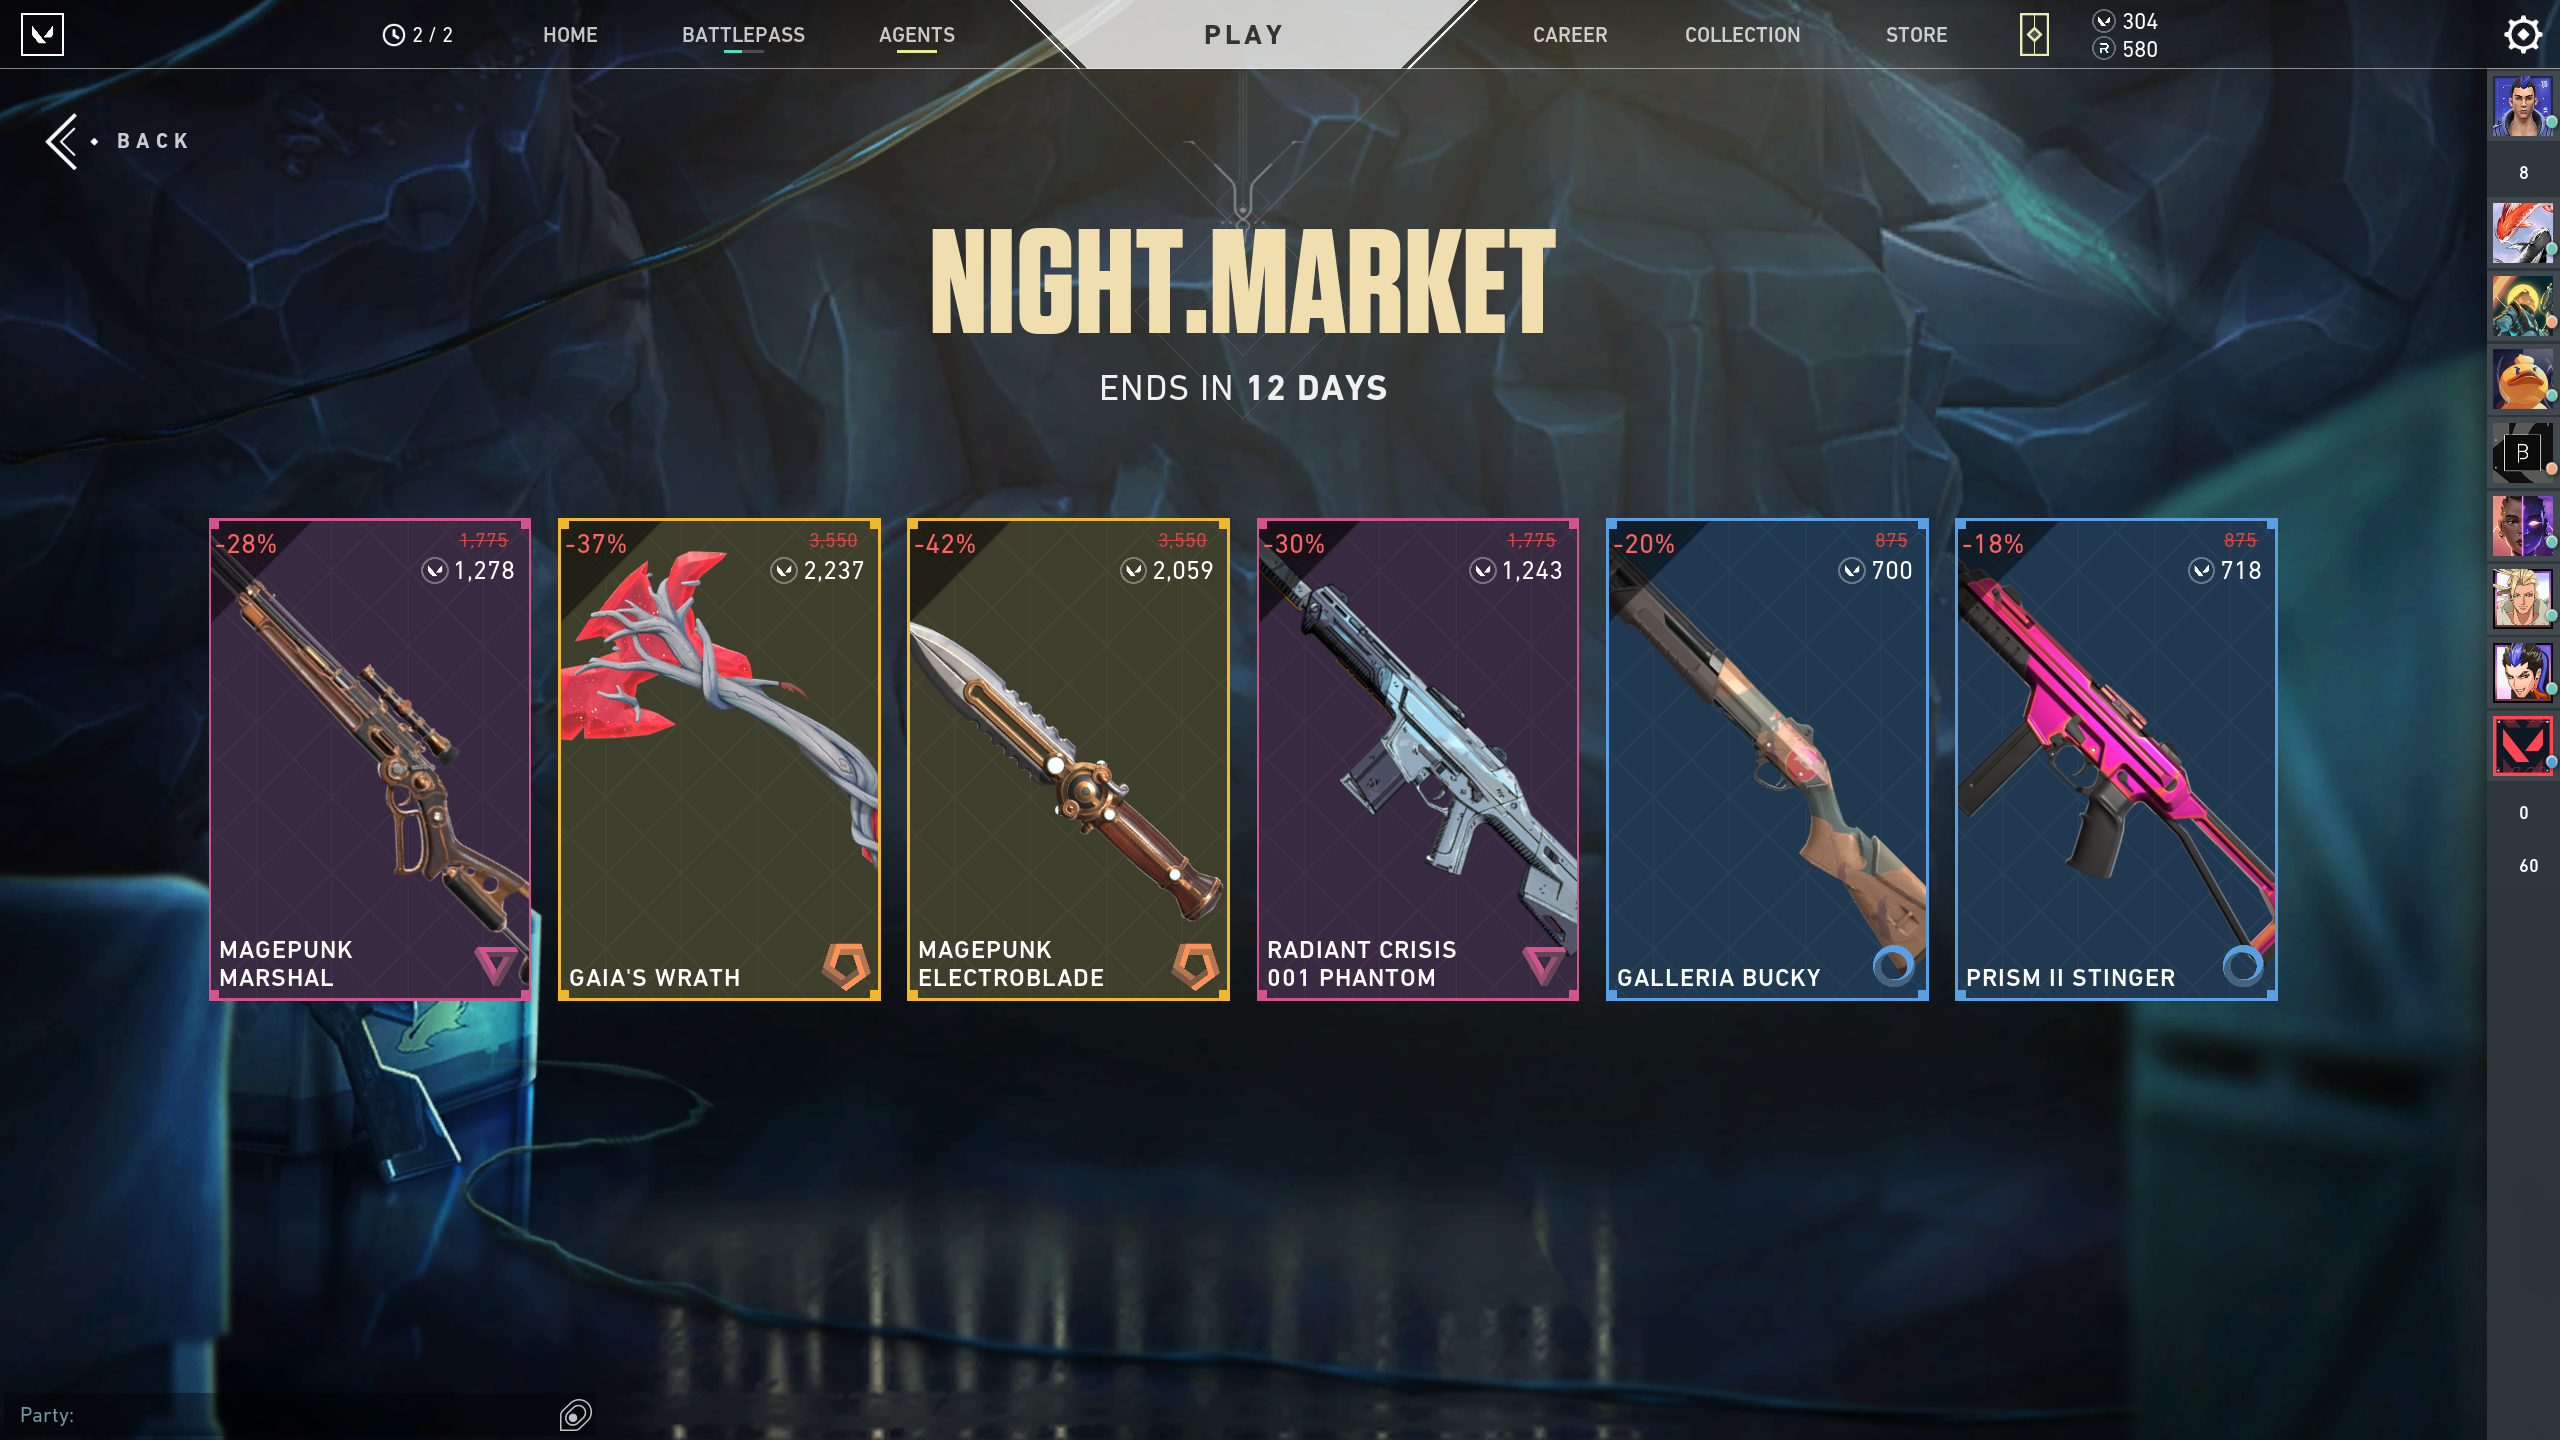 2 / 2
HOME
BATTLEPASS
AGENTS
PLAY
CAREER
COLLECTION
STORE
304
R 580
BACK
8
NIGHT.MARKET
ENDS IN 12 DAYS
-28%
1,775
1,278
MAGEPUNK
MARSHAL
-37%
3,550
2,237
GAIA'S WRATH
-42%
3,550
2,059
MAGEPUNK
ELECTROBLADE
-30%
1,775
1,243
RADIANT CRISIS
001 PHANTOM
-20%
875
700
GALLERIA BUCKY
-18%
875
718
PRISM II STINGER
B
0
60
Party: